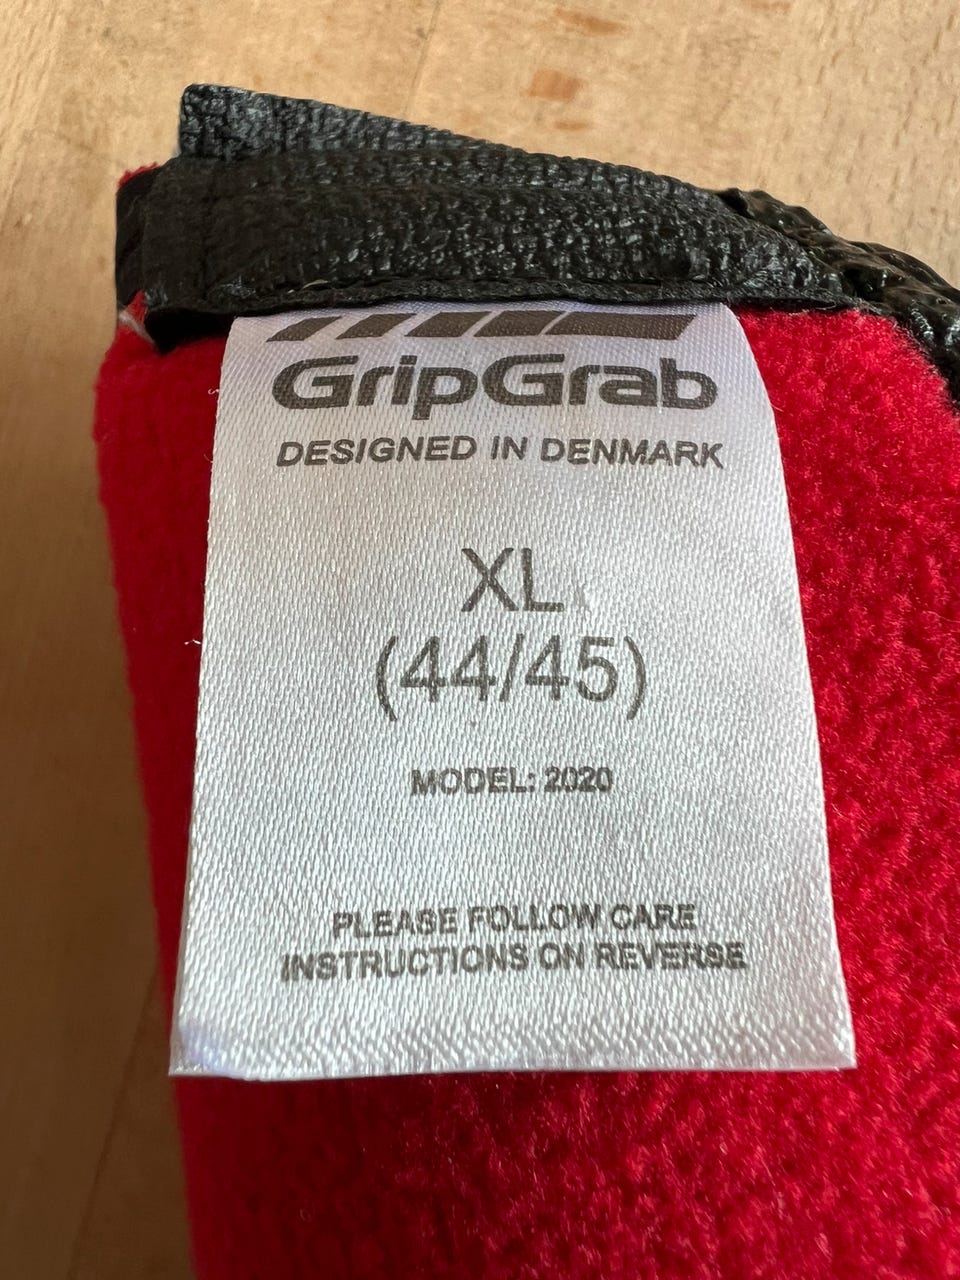 GripGrab
DESIGNED IN DENMARK
XL
(44/45)
MODEL: 2020
PLEASE FOLLOW CARE
INSTRUCTIONS ON REVERSE